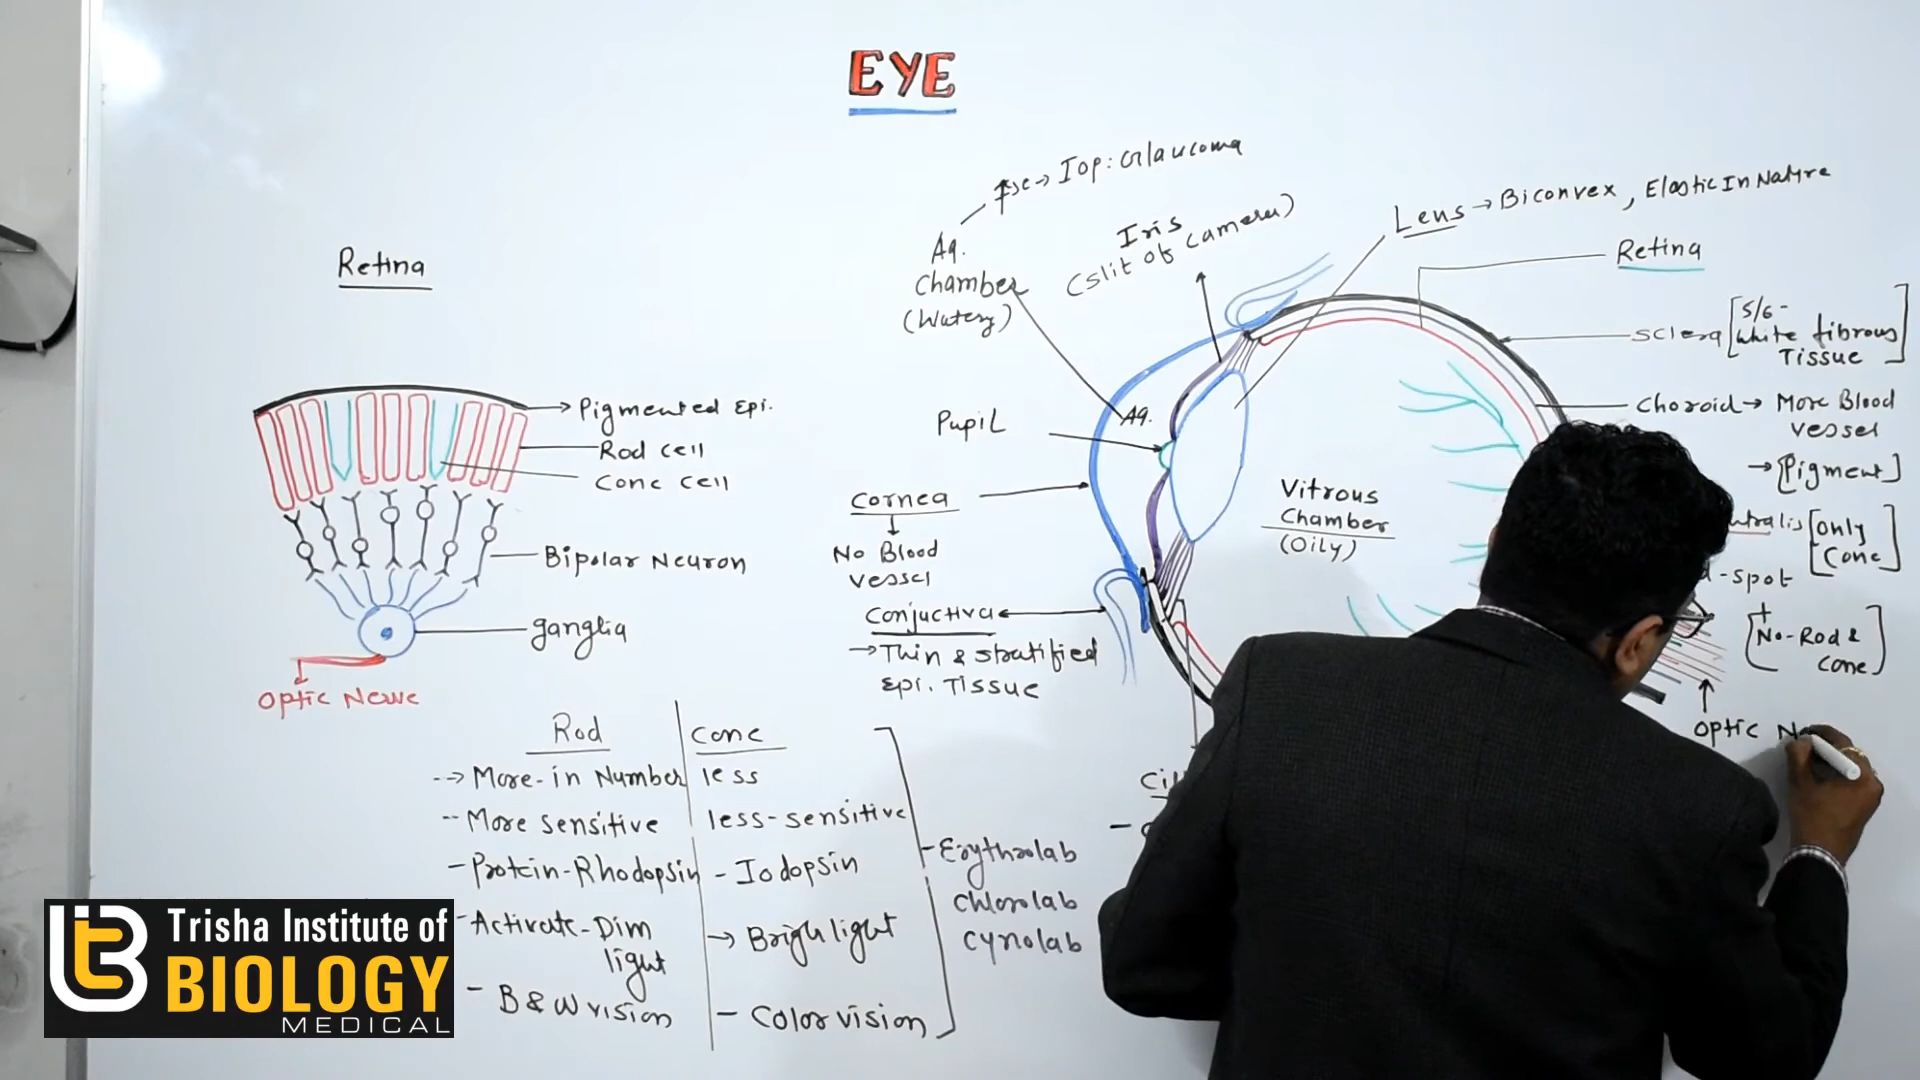 EYE
Iop: Glaucoma
Aq.
Chamber
(Watery)
Iris
(slit of camera)
Lens → Biconvex, Elastic In Nature
Retina
Sclera [5/6 -
White fibrous
Tissue]
Choroid → More Blood
vessel
→ [Pigment]
[only
Cone]
-spot
+
[No-Rod &
Cone]
Optic
Aq.
Pupil
Cornea
No Blood
vessel
Conjuctiva
→ Thin & stratified
Epi. Tissue
Vitrous
Chamber
(Oily)
Retina
Pigmented Epi.
Rod cell
Cone cell
Bipolar Neuron
ganglia
Optic Nerve
Rod Cone
--> More-in Number less
-- More sensitive less-sensitive
- Protein-Rhodopsin - Iodopsin
- Activate-Dim → Brigh light
light
- B & W vision - Color vision
- Erythrolab
chlorolab
cynolab
Trisha Institute of
BIOLOGY
MEDICAL